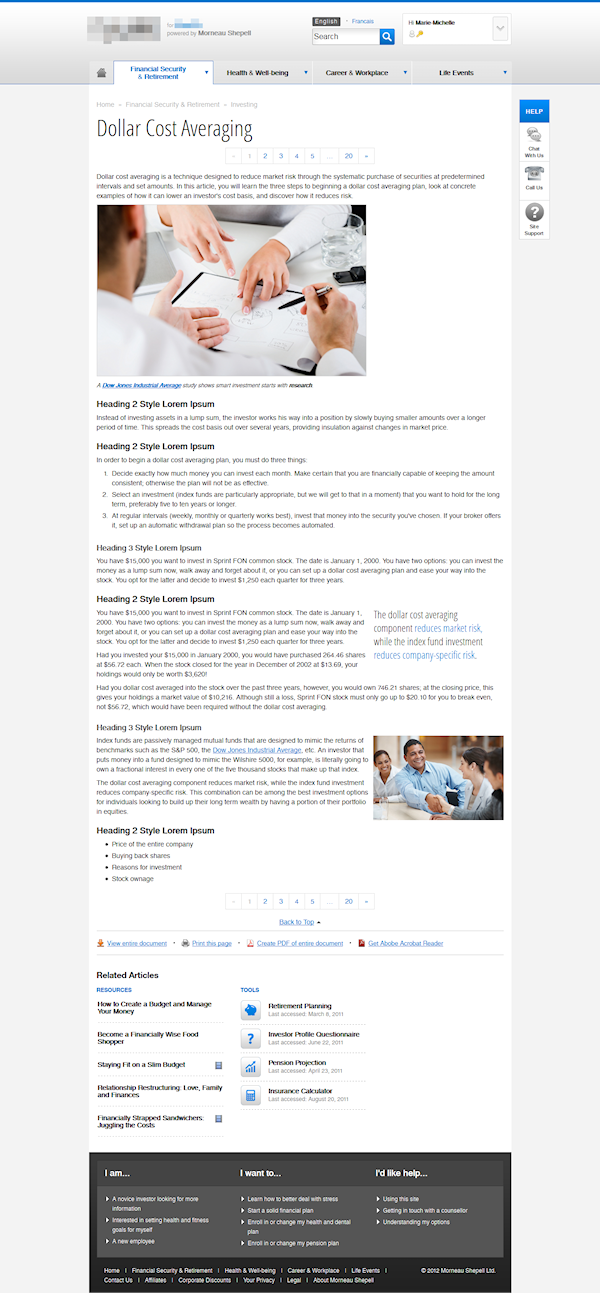 for
powered by Morneau Shepell
English • Francais
Search
Hi Marie-Michelle
Financial Security
& Retirement
Health & Well-being
Career & Workplace
Life Events
Home » Financial Security & Retirement » Investing
Dollar Cost Averaging
HELP
Chat
With Us
Call Us
Site
Support
« 1 2 3 4 5 ... 20 »
Dollar cost averaging is a technique designed to reduce market risk through the systematic purchase of securities at predetermined
intervals and set amounts. In this article, you will learn the three steps to beginning a dollar cost averaging plan, look at concrete
examples of how it can lower an investor's cost basis, and discover how it reduces risk.
A Dow Jones Industrial Average study shows smart investment starts with research
Heading 2 Style Lorem Ipsum
Instead of investing assets in a lump sum, the investor works his way into a position by slowly buying smaller amounts over a longer
period of time. This spreads the cost basis out over several years, providing insulation against changes in market price.
Heading 2 Style Lorem Ipsum
In order to begin a dollar cost averaging plan, you must do three things:
1. Decide exactly how much money you can invest each month. Make certain that you are financially capable of keeping the amount
consistent; otherwise the plan will not be as effective.
2. Select an investment (index funds are particularly appropriate, but we will get to that in a moment) that you want to hold for the long
term, preferably five to ten years or longer.
3. At regular intervals (weekly, monthly or quarterly works best), invest that money into the security you've chosen. If your broker offers
it, set up an automatic withdrawal plan so the process becomes automated.
Heading 3 Style Lorem Ipsum
You have $15,000 you want to invest in Sprint FON common stock. The date is January 1, 2000. You have two options: you can invest the
money as a lump sum now, walk away and forget about it, or you can set up a dollar cost averaging plan and ease your way into the
stock. You opt for the latter and decide to invest $1,250 each quarter for three years.
Heading 2 Style Lorem Ipsum
You have $15,000 you want to invest in Sprint FON common stock. The date is January 1,
2000. You have two options: you can invest the money as a lump sum now, walk away and
forget about it, or you can set up a dollar cost averaging plan and ease your way into the
stock. You opt for the latter and decide to invest $1,250 each quarter for three years.
The dollar cost averaging
component reduces market risk,
while the index fund investment
reduces company-specific risk.
Had you invested your $15,000 in January 2000, you would have purchased 264.46 shares
at $56.72 each. When the stock closed for the year in December of 2002 at $13.69, your
holdings would only be worth $3,620!
Had you dollar cost averaged into the stock over the past three years, however, you would own 746.21 shares; at the closing price, this
gives your holdings a market value of $10,216. Although still a loss, Sprint FON stock must only go up to $20.10 for you to break even,
not $56.72, which would have been required without the dollar cost averaging.
Heading 3 Style Lorem Ipsum
Index funds are passively managed mutual funds that are designed to mimic the returns of
benchmarks such as the S&P 500, the Dow Jones Industrial Average, etc. An investor that
puts money into a fund designed to mimic the Wilshire 5000, for example, is literally going to
own a fractional interest in every one of the five thousand stocks that make up that index.
The dollar cost averaging component reduces market risk, while the index fund investment
reduces company-specific risk. This combination can be among the best investment options
for individuals looking to build up their long term wealth by having a portion of their portfolio
in equities.
Heading 2 Style Lorem Ipsum
• Price of the entire company
• Buying back shares
• Reasons for investment
• Stock ownage
« 1 2 3 4 5 ... 20 »
Back to Top
View entire document • Print this page • Create PDF of entire document • Get Abobe Acrobat Reader
Related Articles
RESOURCES
How to Create a Budget and Manage
Your Money
Become a Financially Wise Food
Shopper
Staying Fit on a Slim Budget
Relationship Restructuring: Love, Family
and Finances
Financially Strapped Sandwichers:
Juggling the Costs
TOOLS
Retirement Planning
Last accessed: March 8, 2011
Investor Profile Questionnaire
Last accessed: June 22, 2011
Pension Projection
Last accessed: April 23, 2011
Insurance Calculator
Last accessed: August 20, 2011
I am...
A novice investor looking for more
information
Interested in setting health and fitness
goals for myself
A new employee
I want to...
Learn how to better deal with stress
Start a solid financial plan
Enroll in or change my health and dental
plan
Enroll in or change my pension plan
I'd like help...
Using this site
Getting in touch with a counsellor
Understanding my options
Home | Financial Security & Retirement | Health & Well-being | Career & Workplace | Life Events |
Contact Us | Affiliates | Corporate Discounts | Your Privacy | Legal | About Morneau Shepell
© 2012 Morneau Shepell Ltd.